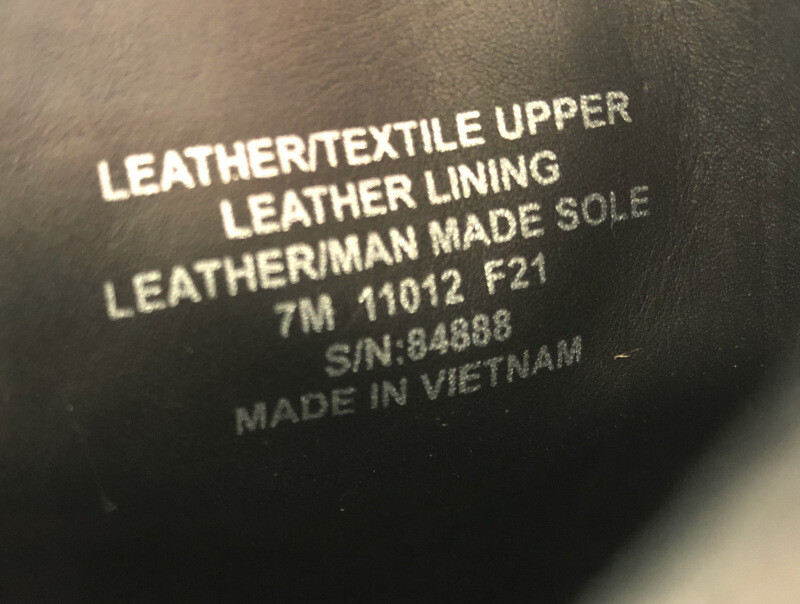 LEATHER/TEXTILE UPPER
LEATHER LINING
LEATHER/MAN MADE SOLE
7M 11012 F21
S/N:84888
MADE IN VIETNAM